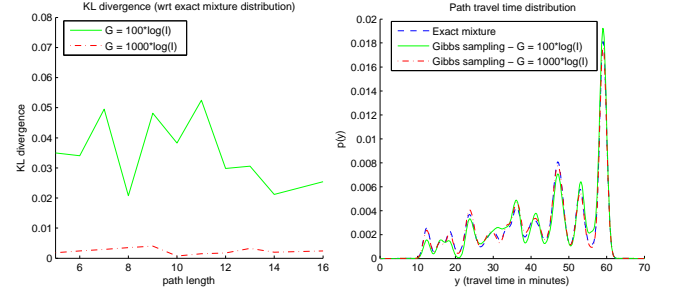 KL divergence (wrt exact mixture distribution)
G = 100*log(I)
G = 1000*log(I)
0.08
0.07
0.06
0.05
0.04
0.03
0.02
0.01
0
KL divergence
6 8 10 12 14 16
path length
Path travel time distribution
Exact mixture
Gibbs sampling − G = 100*log(I)
Gibbs sampling − G = 1000*log(I)
0.02
0.018
0.016
0.014
0.012
0.01
0.008
0.006
0.004
0.002
0
p(y)
0 10 20 30 40 50 60 70
y (travel time in minutes)